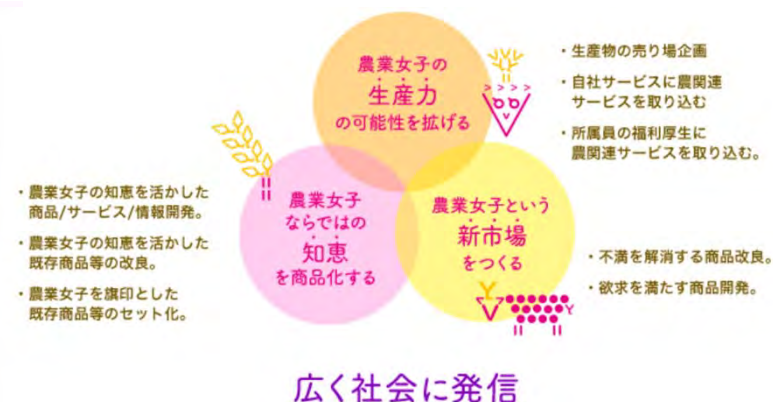 農業女子の
生産力
の可能性を拡げる
・生産物の売り場企画
・自社サービスに農関連
サービスを取り込む
・所属員の福利厚生に
農関連サービスを取り込む。
農業女子
ならではの
知恵
を商品化する
・農業女子の知恵を活かした
商品/サービス/情報開発。
・農業女子の知恵を活かした
既存商品等の改良。
・農業女子を旗印とした
既存商品等のセット化。
農業女子という
新市場
をつくる
・不満を解消する商品改良。
・欲求を満たす商品開発。
広く社会に発信